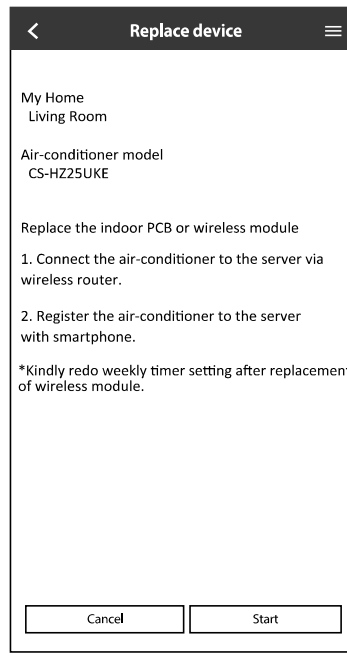 Replace device
My Home
Living Room
Air-conditioner model
CS-HZ25UKE
Replace the indoor PCB or wireless module
1. Connect the air-conditioner to the server via
wireless router.
2. Register the air-conditioner to the server
with smartphone.
*Kindly redo weekly timer setting after replacement
of wireless module.
Cancel
Start